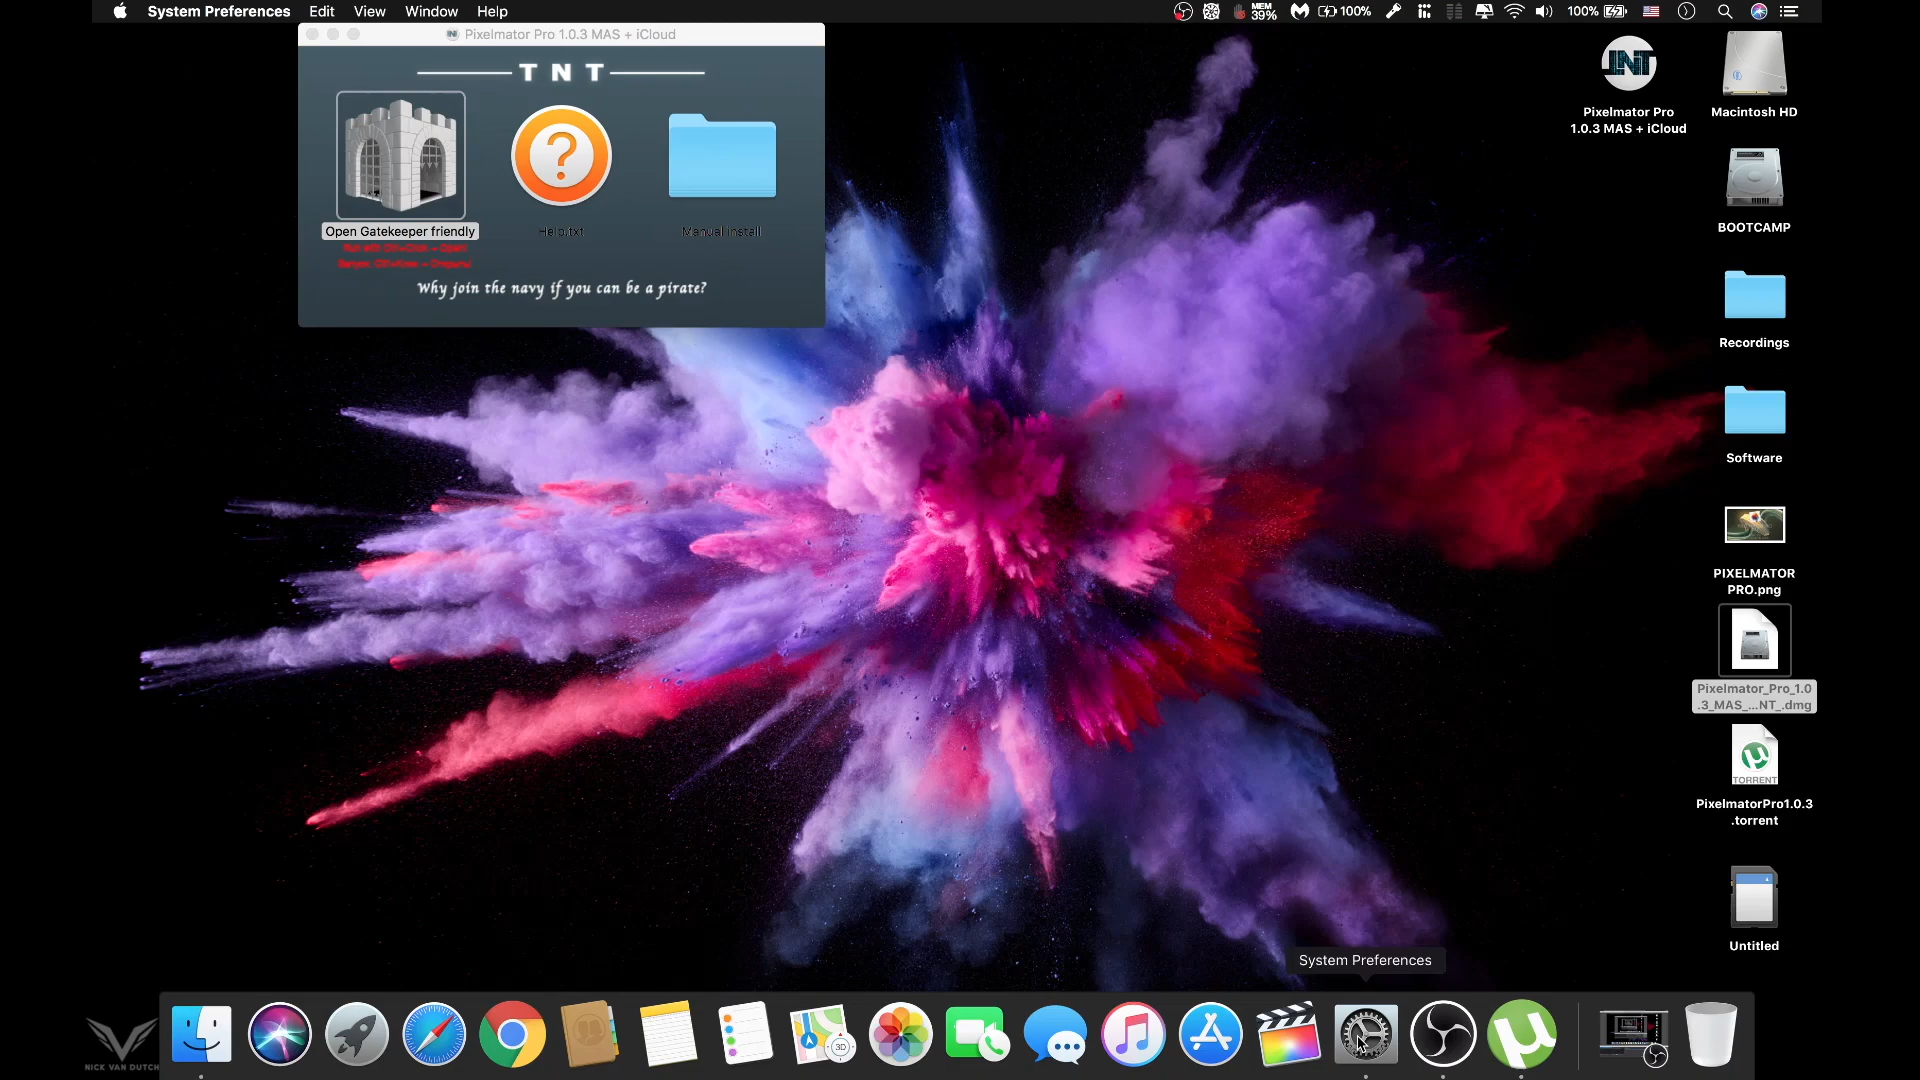 System Preferences Edit View Window Help
MEM 39% 100% 100%
Pixelmator Pro 1.0.3 MAS + iCloud
TNT
Open Gatekeeper friendly
Help.txt
Manual install
Why join the navy if you can be a pirate?
TNT
Pixelmator Pro
1.0.3 MAS + iCloud
Macintosh HD
BOOTCAMP
Recordings
Software
PIXELMATOR
PRO.png
Pixelmator_Pro_1.0
.3_MAS_...NT_.dmg
TORRENT
PixelmatorPro1.0.3
.torrent
Untitled
System Preferences
3D
NICK VAN DUTCH